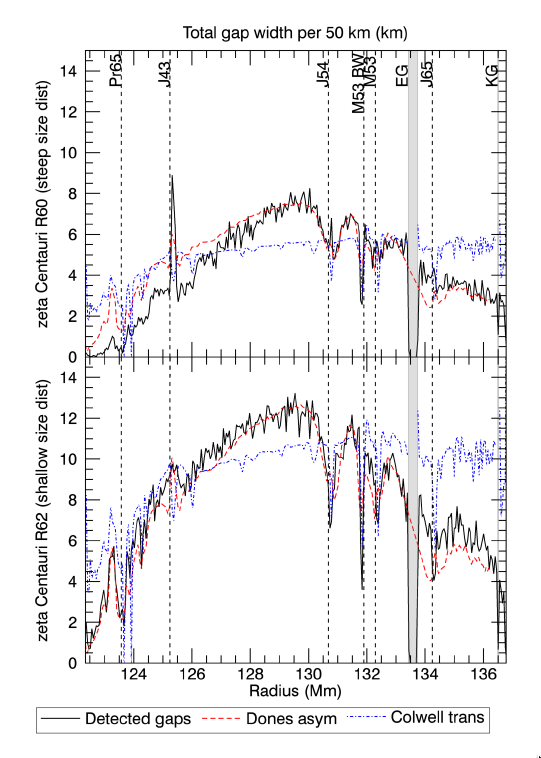 Total gap width per 50 km (km)
Pr65 J43 J54 M53 BW M53 EG J65 KG
zeta Centauri R60 (steep size dist)
14
12
10
8
6
4
2
0
zeta Centauri R62 (shallow size dist)
14
12
10
8
6
4
2
0
124 126 128 130 132 134 136
Radius (Mm)
Detected gaps Dones asym Colwell trans